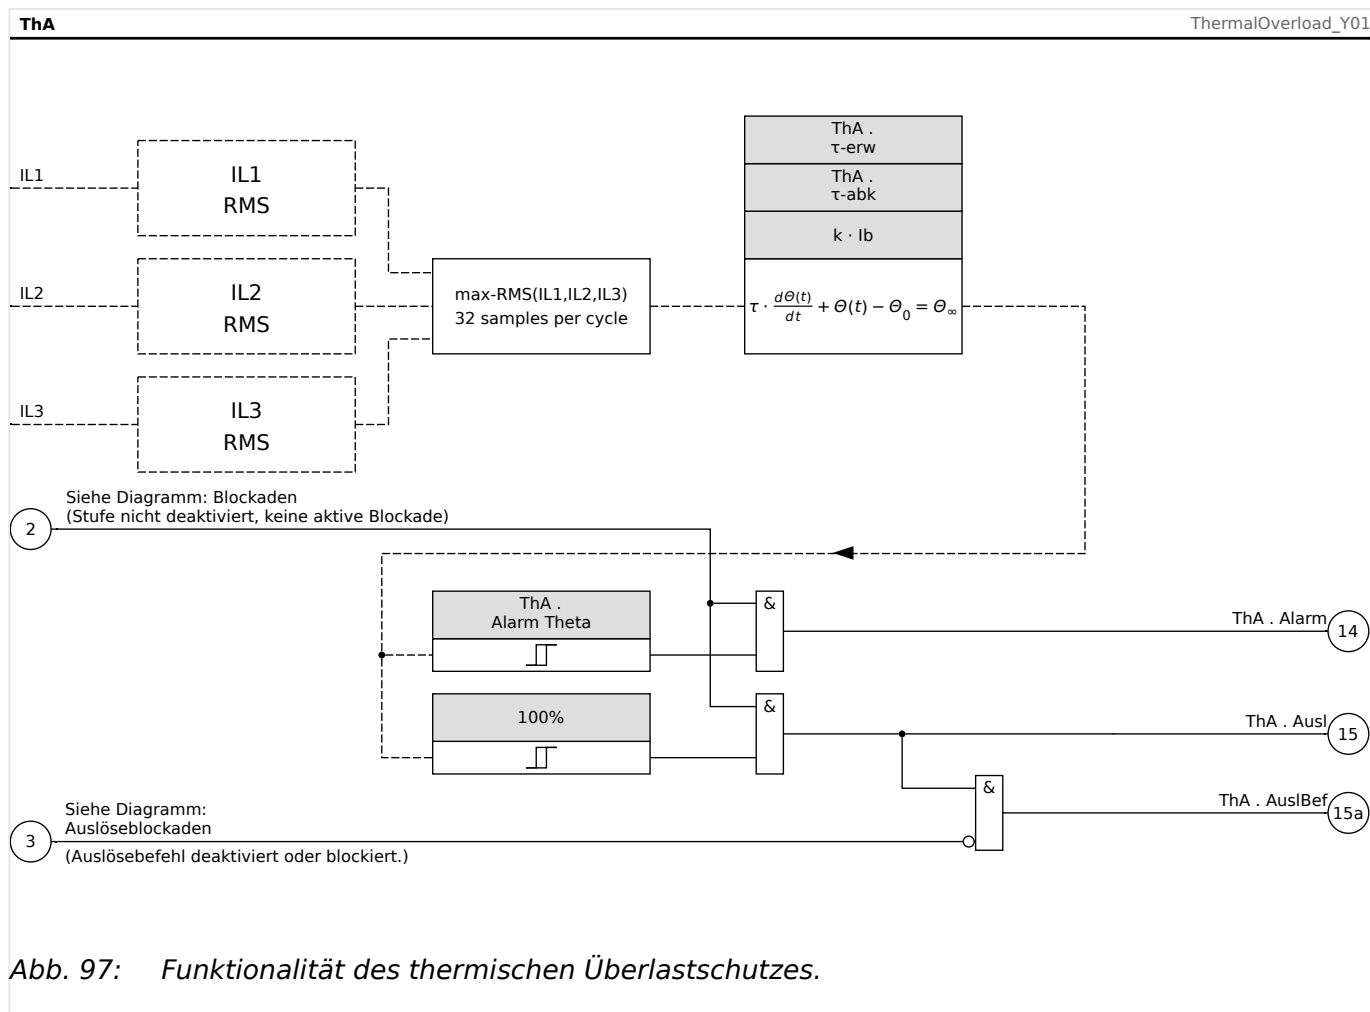 ThA
ThermalOverload_Y01
ThA .
τ-erw
ThA .
τ-abk
k · Ib
τ · dΘ(t)/dt + Θ(t) − Θ₀ = Θ∞
IL1
IL1
RMS
IL2
IL2
RMS
max-RMS(IL1,IL2,IL3)
32 samples per cycle
IL3
IL3
RMS
Siehe Diagramm: Blockaden
(Stufe nicht deaktiviert, keine aktive Blockade)
2
ThA .
Alarm Theta
&
ThA . Alarm
14
100%
&
ThA . Ausl
15
Siehe Diagramm:
Auslöseblockaden
(Auslösebefehl deaktiviert oder blockiert.)
3
&
ThA . AuslBef
15a
Abb. 97: Funktionalität des thermischen Überlastschutzes.